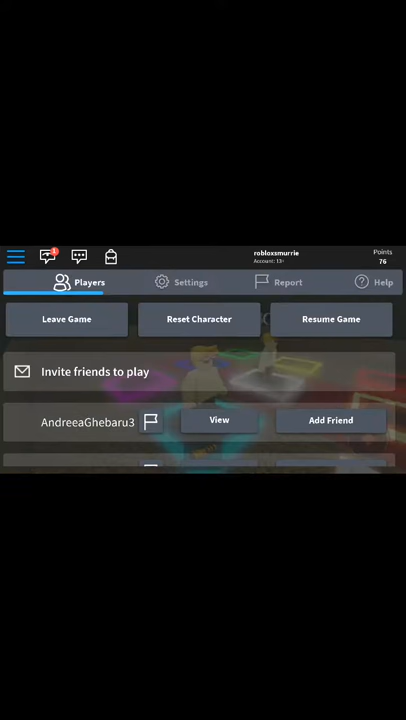 1
robloxsmurrie
Account: 13+
Points
76
Players
Settings
Report
Help
Leave Game
Reset Character
Resume Game
Invite friends to play
AndreeaGhebaru3
View
Add Friend